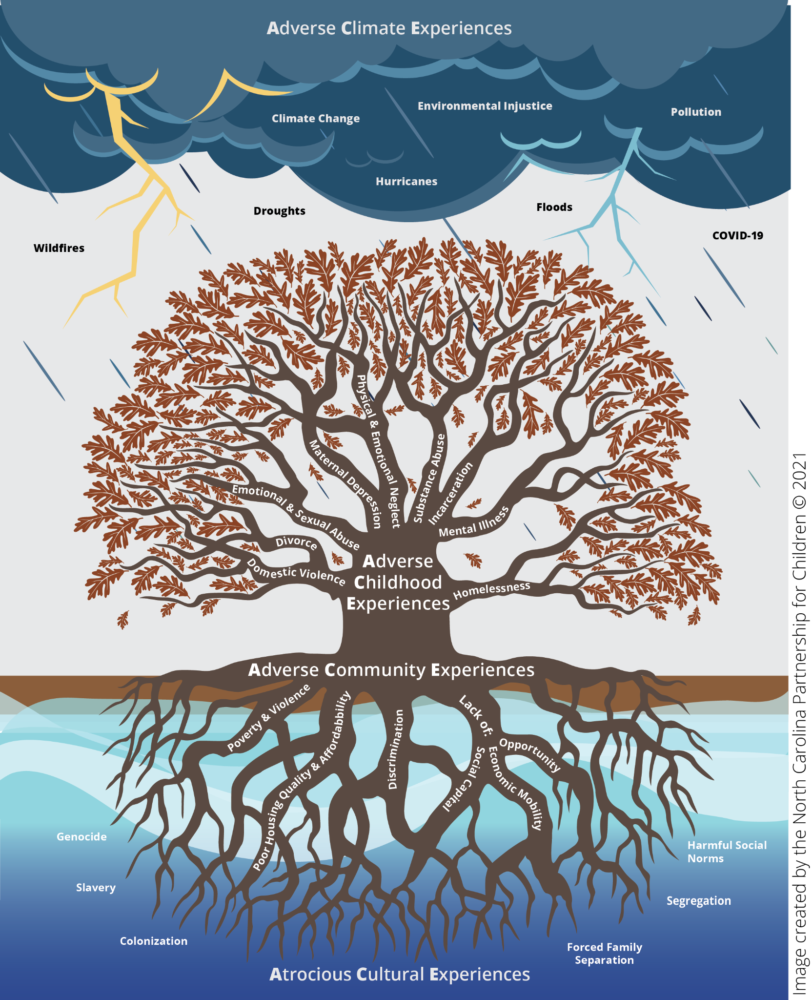 Adverse Climate Experiences
Environmental Injustice
Pollution
Climate Change
Hurricanes
Droughts
Floods
Wildfires
COVID-19
Physical & Emotional Neglect
Maternal Depression
Substance Abuse
Incarceration
Emotional & Sexual Abuse
Mental Illness
Divorce
Domestic Violence
Homelessness
Adverse
Childhood
Experiences
Adverse Community Experiences
Poverty & Violence
Poor Housing Quality & Affordabbility
Discrimination
Lack of:
Social Capital
Economic Mobility
Opportunity
Genocide
Harmful Social
Norms
Slavery
Segregation
Colonization
Forced Family
Separation
Atrocious Cultural Experiences
Image created by the North Carolina Partnership for Children © 2021